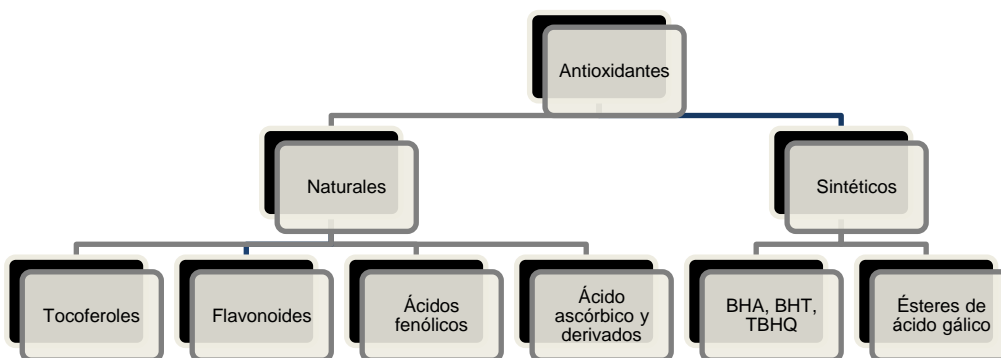 Antioxidantes
Naturales
Sintéticos
Tocoferoles
Flavonoides
Ácidos
fenólicos
Ácido
ascórbico y
derivados
BHA, BHT,
TBHQ
Ésteres de
ácido gálico